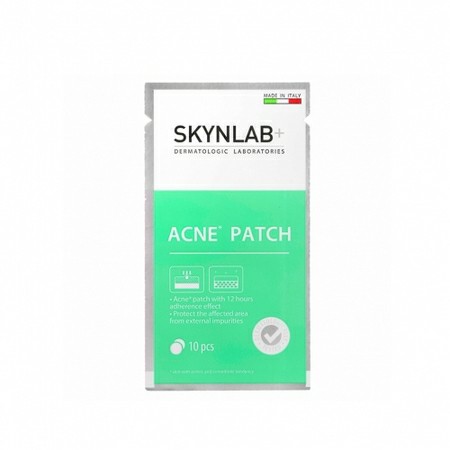 MADE IN ITALY
SKYNLAB+
DERMATOLOGIC LABORATORIES
ACNE* PATCH
• Acne* patch with 12 hours
adherence effect
• Protect the affected area
from external impurities
10 pcs